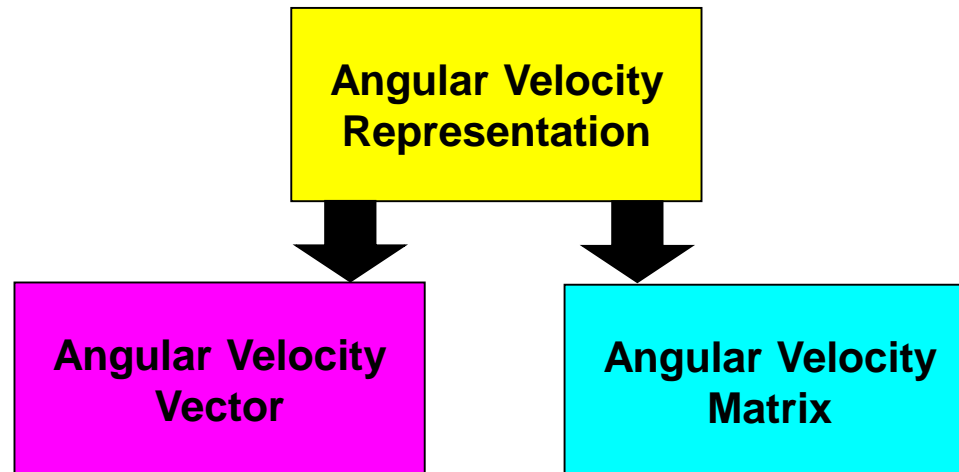 Angular Velocity
Representation
Angular Velocity
Vector
Angular Velocity
Matrix